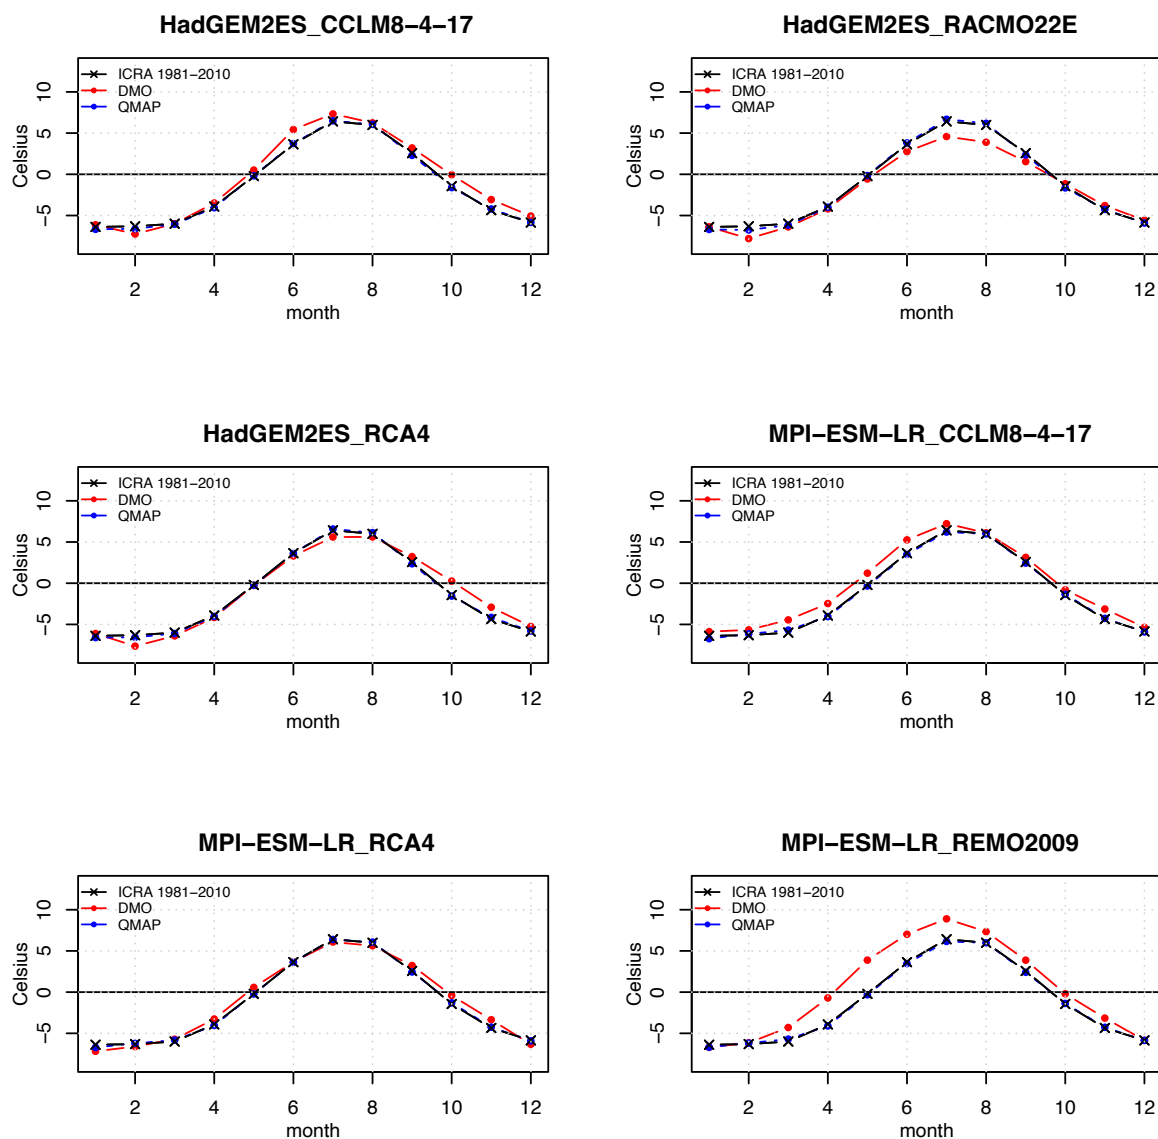 HadGEM2ES_CCLM8−4−17
ICRA 1981−2010
DMO
QMAP
Celsius
10
5
0
−5
2 4 6 8 10 12
month
HadGEM2ES_RACMO22E
ICRA 1981−2010
DMO
QMAP
Celsius
10
5
0
−5
2 4 6 8 10 12
month
HadGEM2ES_RCA4
ICRA 1981−2010
DMO
QMAP
Celsius
10
5
0
−5
2 4 6 8 10 12
month
MPI−ESM−LR_CCLM8−4−17
ICRA 1981−2010
DMO
QMAP
Celsius
10
5
0
−5
2 4 6 8 10 12
month
MPI−ESM−LR_RCA4
ICRA 1981−2010
DMO
QMAP
Celsius
10
5
0
−5
2 4 6 8 10 12
month
MPI−ESM−LR_REMO2009
ICRA 1981−2010
DMO
QMAP
Celsius
10
5
0
−5
2 4 6 8 10 12
month